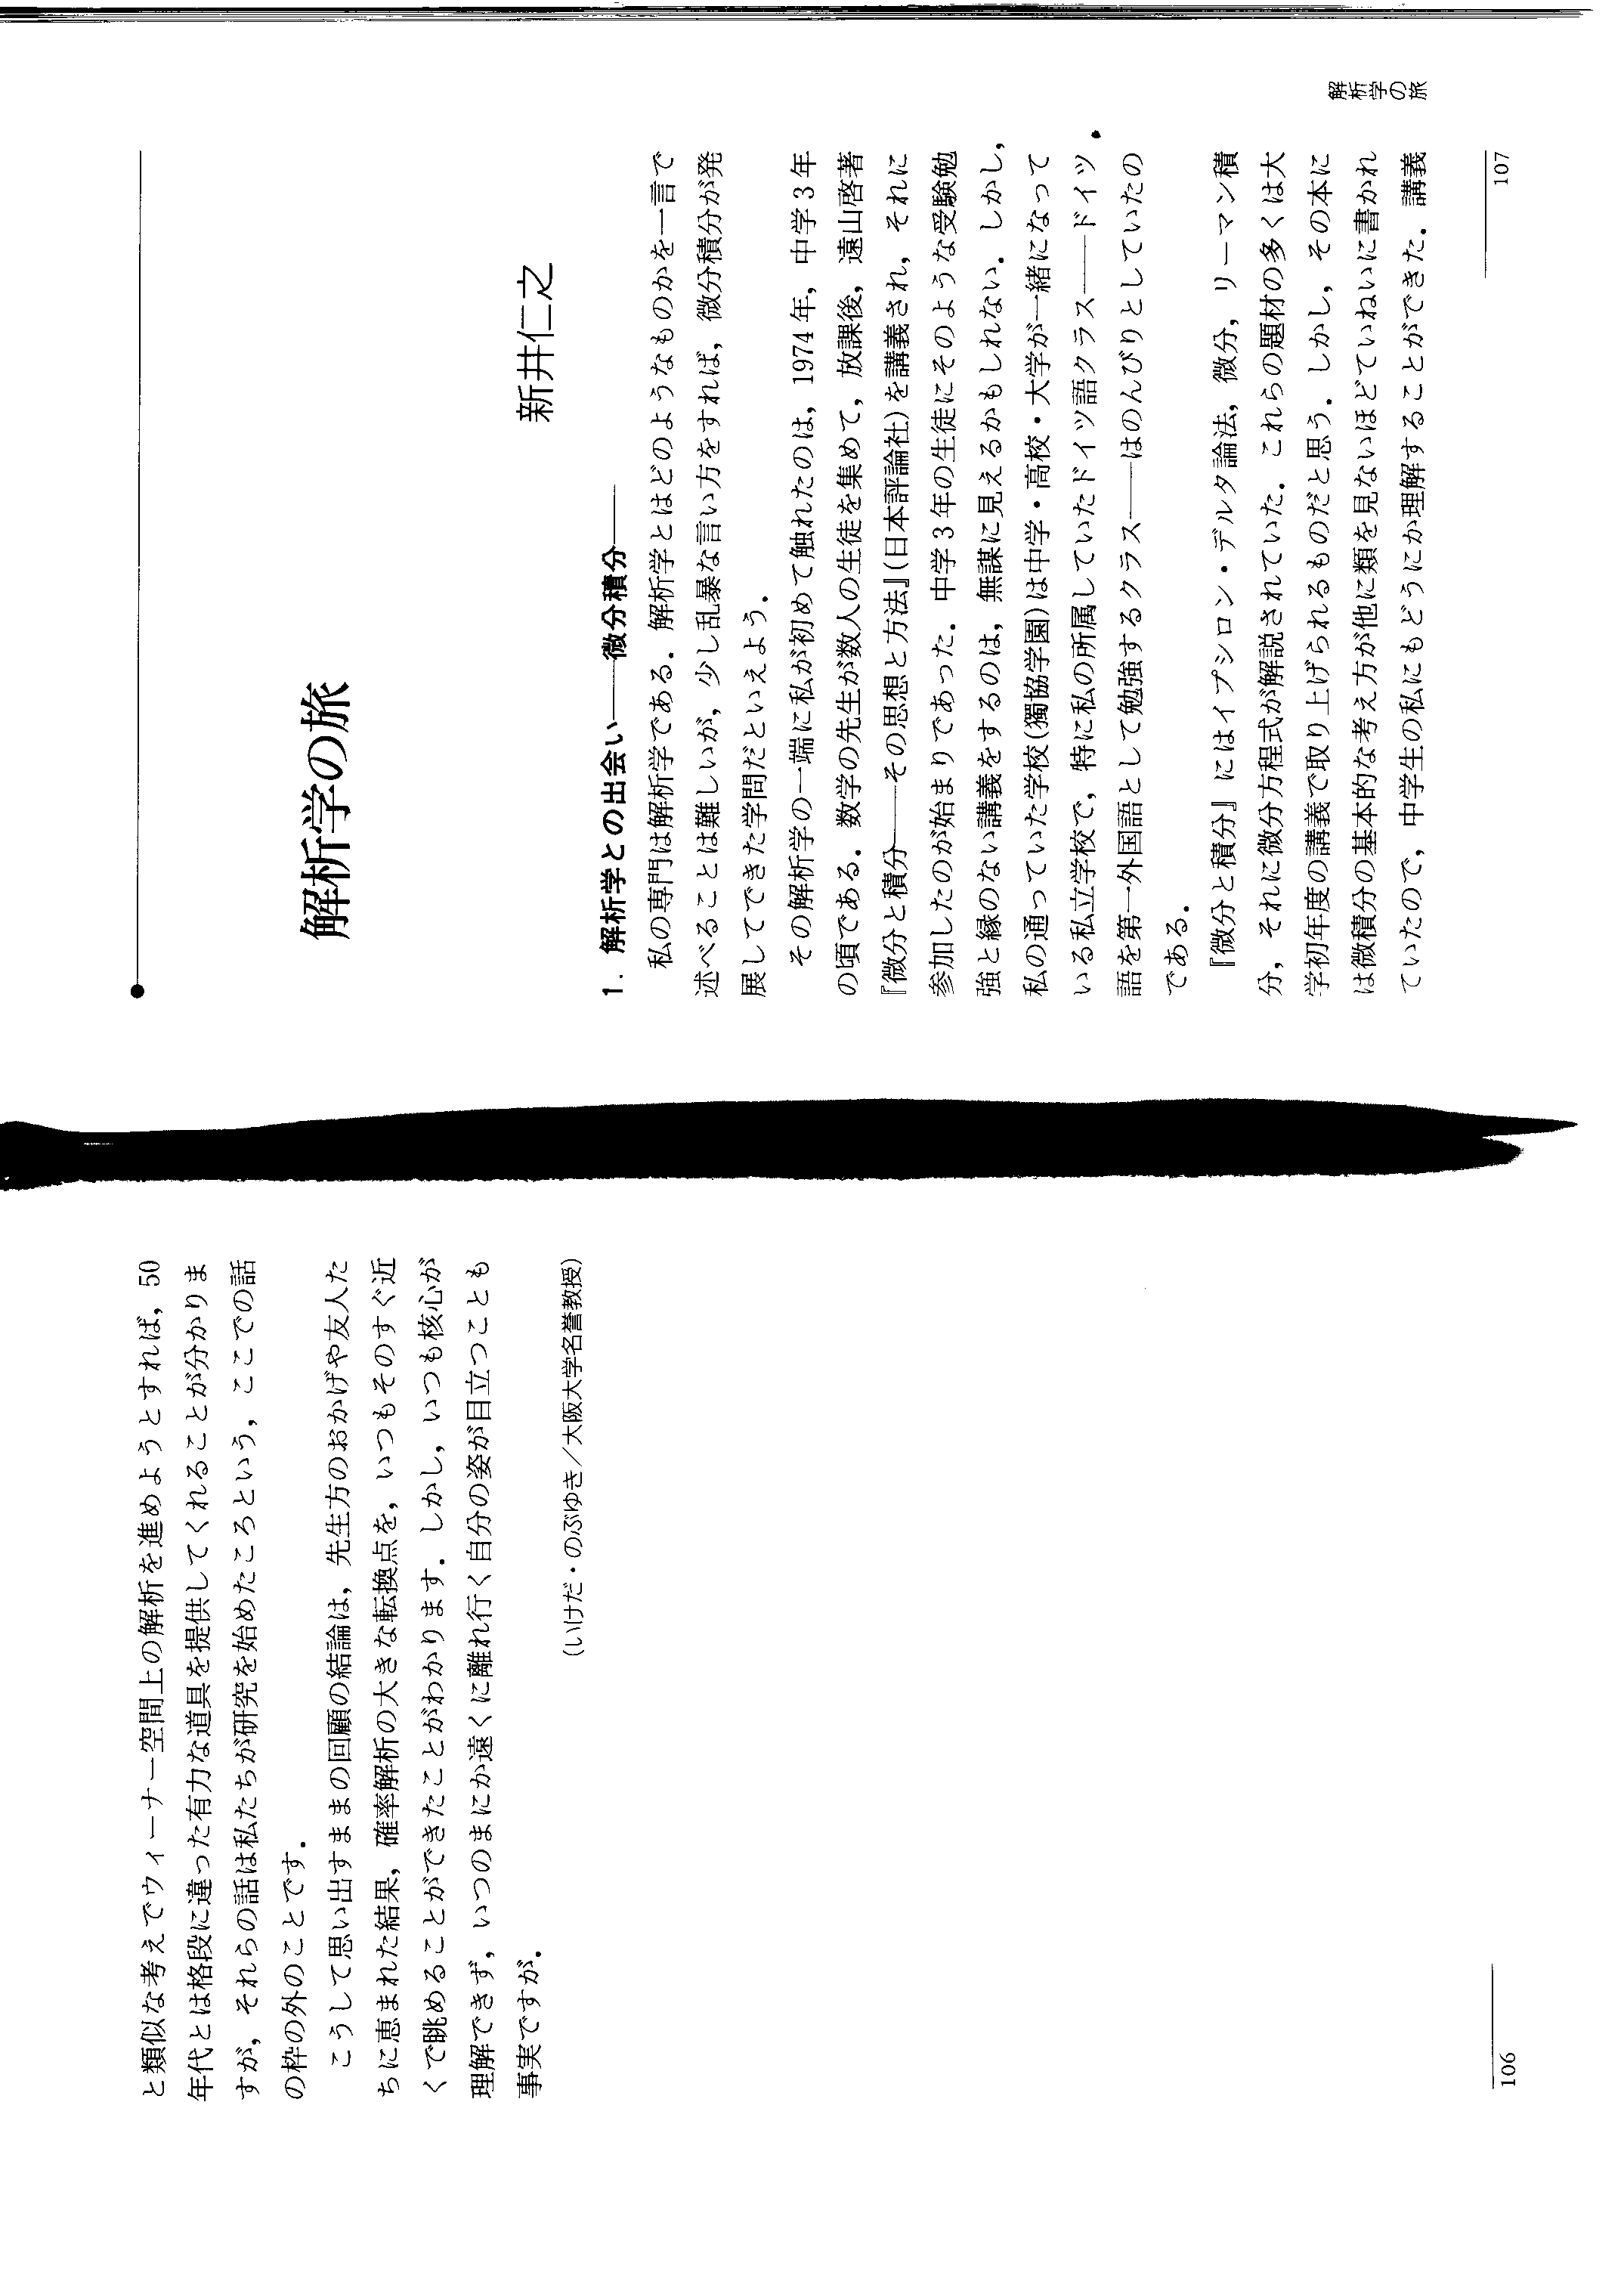 と類似な考えでウィーナー空間上の解析を進めようとすれば，50
年代とは格段に違った有力な道具を提供してくれることが分かりま
すが，それらの話は私たちが研究を始めたころという，ここでの話
の枠の外のことです．
こうして思い出すままの回顧の結論は，先生方のおかげや友人た
ちに恵まれた結果，確率解析の大きな転換点を，いつもそのすぐ近
くで眺めることができたことがわかります．しかし，いつも核心が
理解できず，いつのまにか遠くに離れ行く自分の姿が目立つことも
事実ですが．
(いけだ・のぶゆき／大阪大学名誉教授)
106
解析学の旅
新井仁之
1. 解析学との出会い——微分積分——
私の専門は解析学である．解析学とはどのようなものかを一言で
述べることは難しいが，少し乱暴な言い方をすれば，微分積分が発
展してできた学問だといえよう．
その解析学の一端に私が初めて触れたのは，1974年，中学3年
の頃である．数学の先生が数人の生徒を集めて，放課後，遠山啓著
『微分と積分——その思想と方法』(日本評論社)を講義され，それに
参加したのが始まりであった．中学3年の生徒にそのような受験勉
強と縁のない講義をするのは，無謀に見えるかもしれない．しかし，
私の通っていた学校(獨協学園)は中学・高校・大学が一緒になって
いる私立学校で，特に私の所属していたドイツ語クラス——ドイツ
語を第一外国語として勉強するクラス——はのんびりとしていたの
である．
『微分と積分』にはイプシロン・デルタ論法，微分，リーマン積
分，それに微分方程式が解説されていた．これらの題材の多くは大
学初年度の講義で取り上げられるものだと思う．しかし，その本に
は微積分の基本的な考え方が他に類を見ないほどていねいに書かれ
ていたので，中学生の私にもどうにか理解することができた．講義
解析学の旅
107